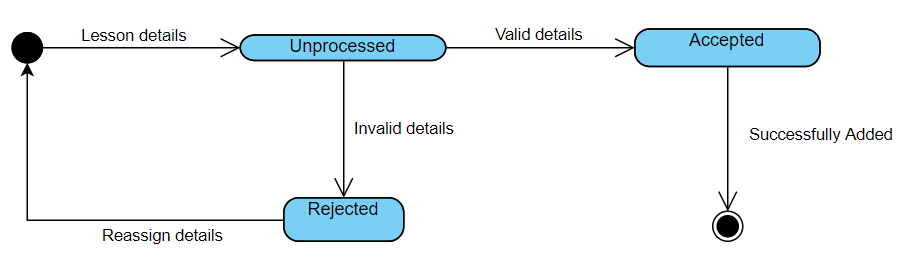 Lesson details
Unprocessed
Valid details
Accepted
Invalid details
Successfully Added
Rejected
Reassign details